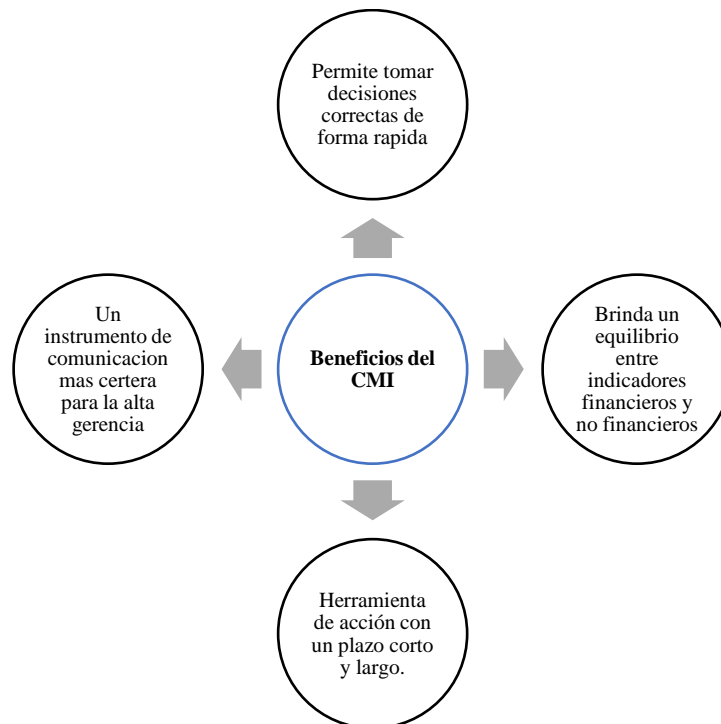 Permite tomar
decisiones
correctas de
forma rapida
Un
instrumento de
comunicacion
mas certera
para la alta
gerencia
Beneficios del
CMI
Brinda un
equilibrio
entre
indicadores
financieros y
no financieros
Herramienta
de acción con
un plazo corto
y largo.